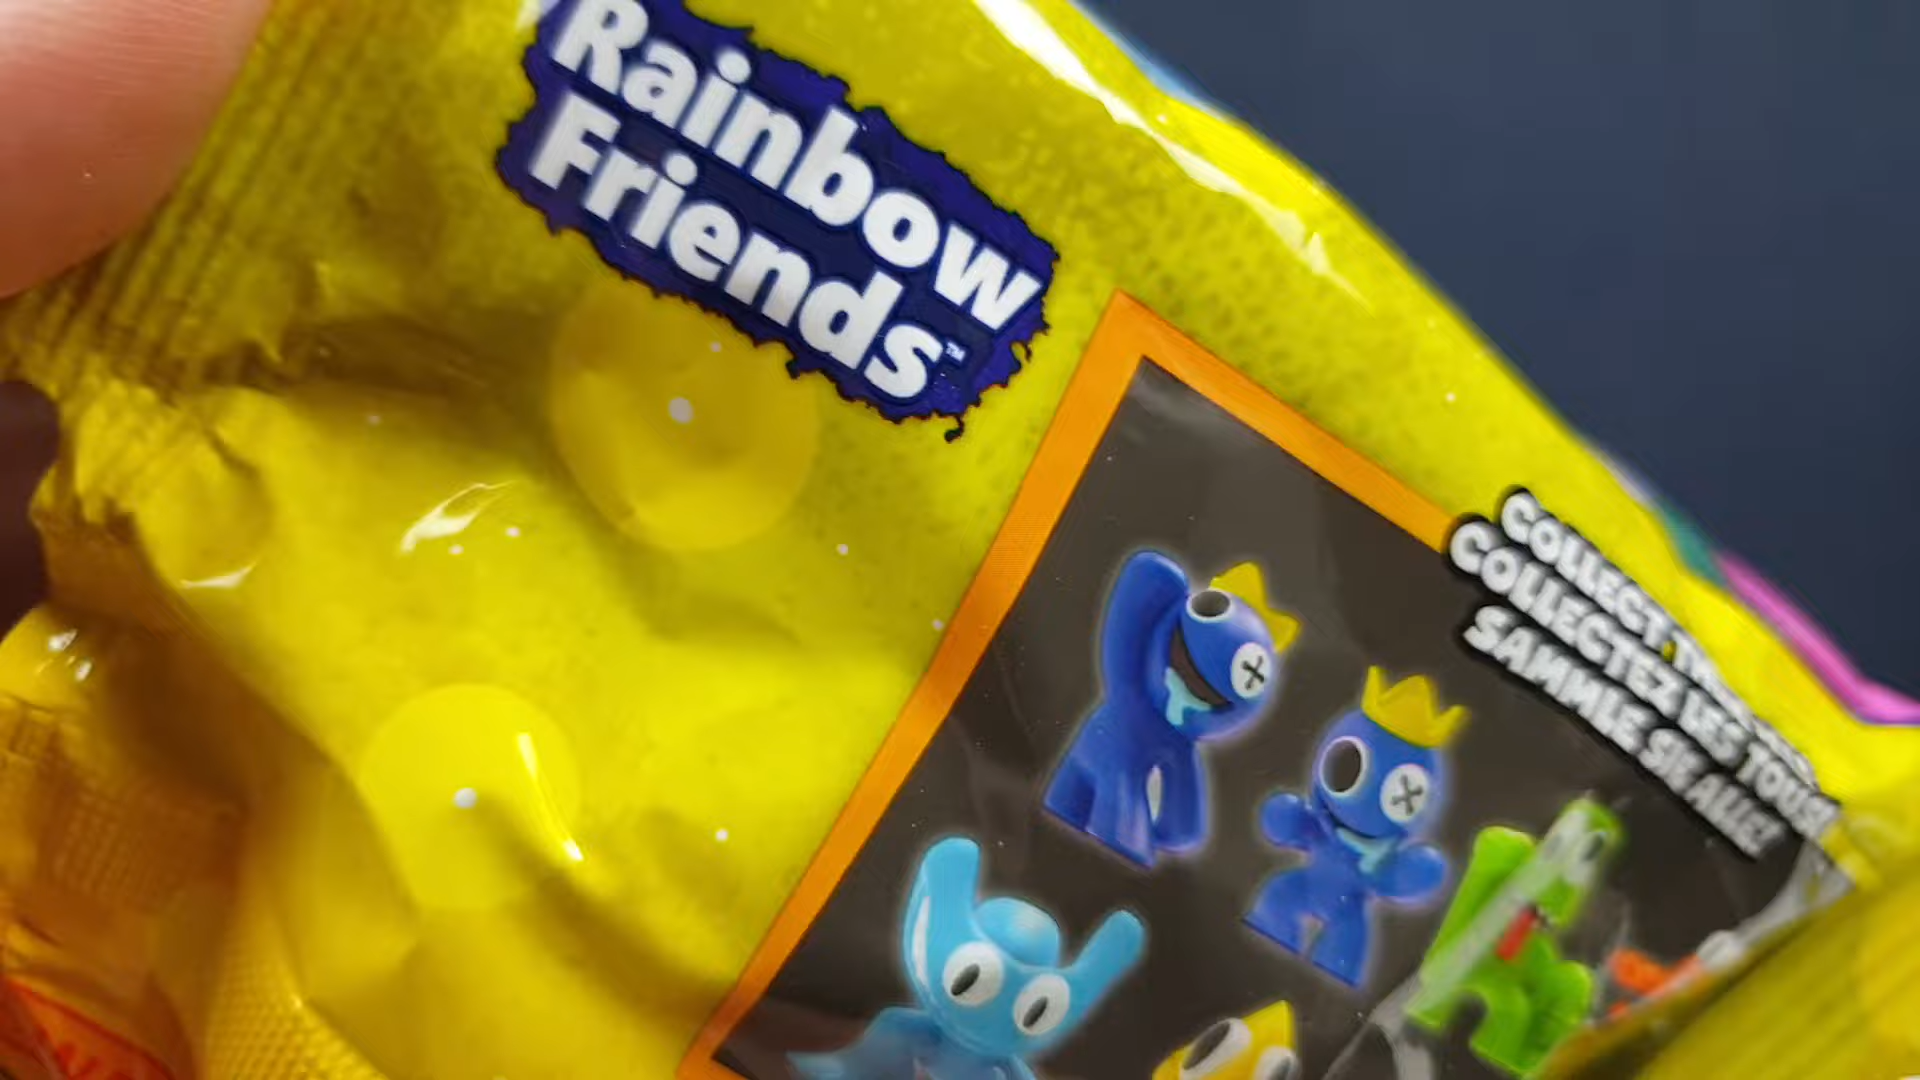 Rainbow
Friends™
COLLECT
COLLECTEZ LES TOUS!
SAMMLE SIE ALLE!